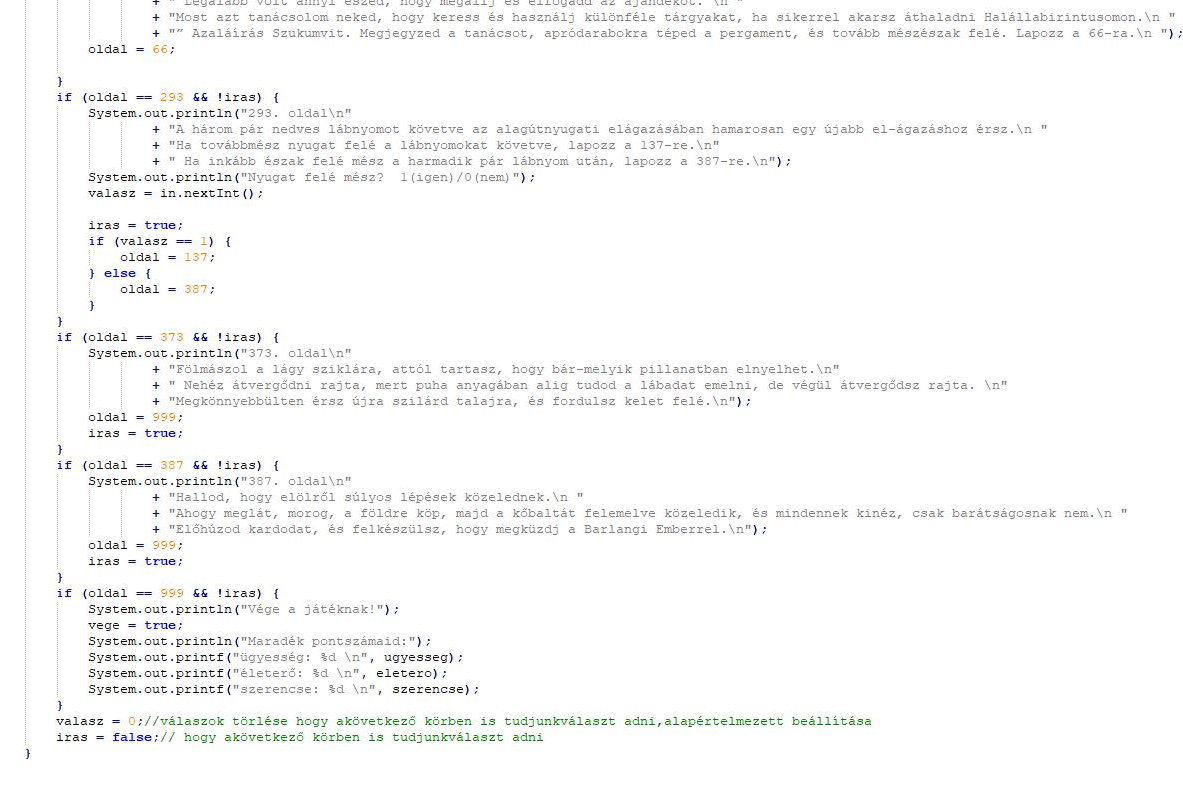 + " Legalább volt annyi eszed, hogy megállj és elfogadd az ajándékot. \n "
+ "Most azt tanácsolom neked, hogy keress és használj különféle tárgyakat, ha sikerrel akarsz áthaladni Halállabirintusomon.\n "
+ "” Azaláírás Szukumvit. Megjegyzed a tanácsot, apródarabokra téped a pergament, és tovább mészészak felé. Lapozz a 66-ra.\n ");
oldal = 66;
}
if (oldal == 293 && !iras) {
System.out.println("293. oldal\n"
+ "A három pár nedves lábnyomot követve az alagútnyugati elágazásában hamarosan egy újabb el-ágazáshoz érsz.\n "
+ "Ha továbbmész nyugat felé a lábnyomokat követve, lapozz a 137-re.\n"
+ " Ha inkább észak felé mész a harmadik pár lábnyom után, lapozz a 387-re.\n");
System.out.println("Nyugat felé mész?  1(igen)/0(nem)");
valasz = in.nextInt();
iras = true;
if (valasz == 1) {
oldal = 137;
} else {
oldal = 387;
}
}
if (oldal == 373 && !iras) {
System.out.println("373. oldal\n"
+ "Fölmászol a lágy sziklára, attól tartasz, hogy bár-melyik pillanatban elnyelhet.\n"
+ " Nehéz átvergődni rajta, mert puha anyagában alig tudod a lábadat emelni, de végül átvergődsz rajta. \n"
+ "Megkönnyebbülten érsz újra szilárd talajra, és fordulsz kelet felé.\n");
oldal = 999;
iras = true;
}
if (oldal == 387 && !iras) {
System.out.println("387. oldal\n"
+ "Hallod, hogy elölről súlyos lépések közelednek.\n "
+ "Ahogy meglát, morog, a földre köp, majd a kőbaltát felemelve közeledik, és mindennek kinéz, csak barátságosnak nem.\n "
+ "Előhúzod kardodat, és felkészülsz, hogy megküzdj a Barlangi Emberrel.\n");
oldal = 999;
iras = true;
}
if (oldal == 999 && !iras) {
System.out.println("Vége a játéknak!");
vege = true;
System.out.println("Maradék pontszámaid:");
System.out.printf("ügyesség: %d \n", ugyesseg);
System.out.printf("életerő: %d \n", eletero);
System.out.printf("szerencse: %d \n", szerencse);
}
valasz = 0;//válaszok törlése hogy akövetkező körben is tudjunkválaszt adni,alapértelmezett beállítása
iras = false;// hogy akövetkező körben is tudjunkválaszt adni
}